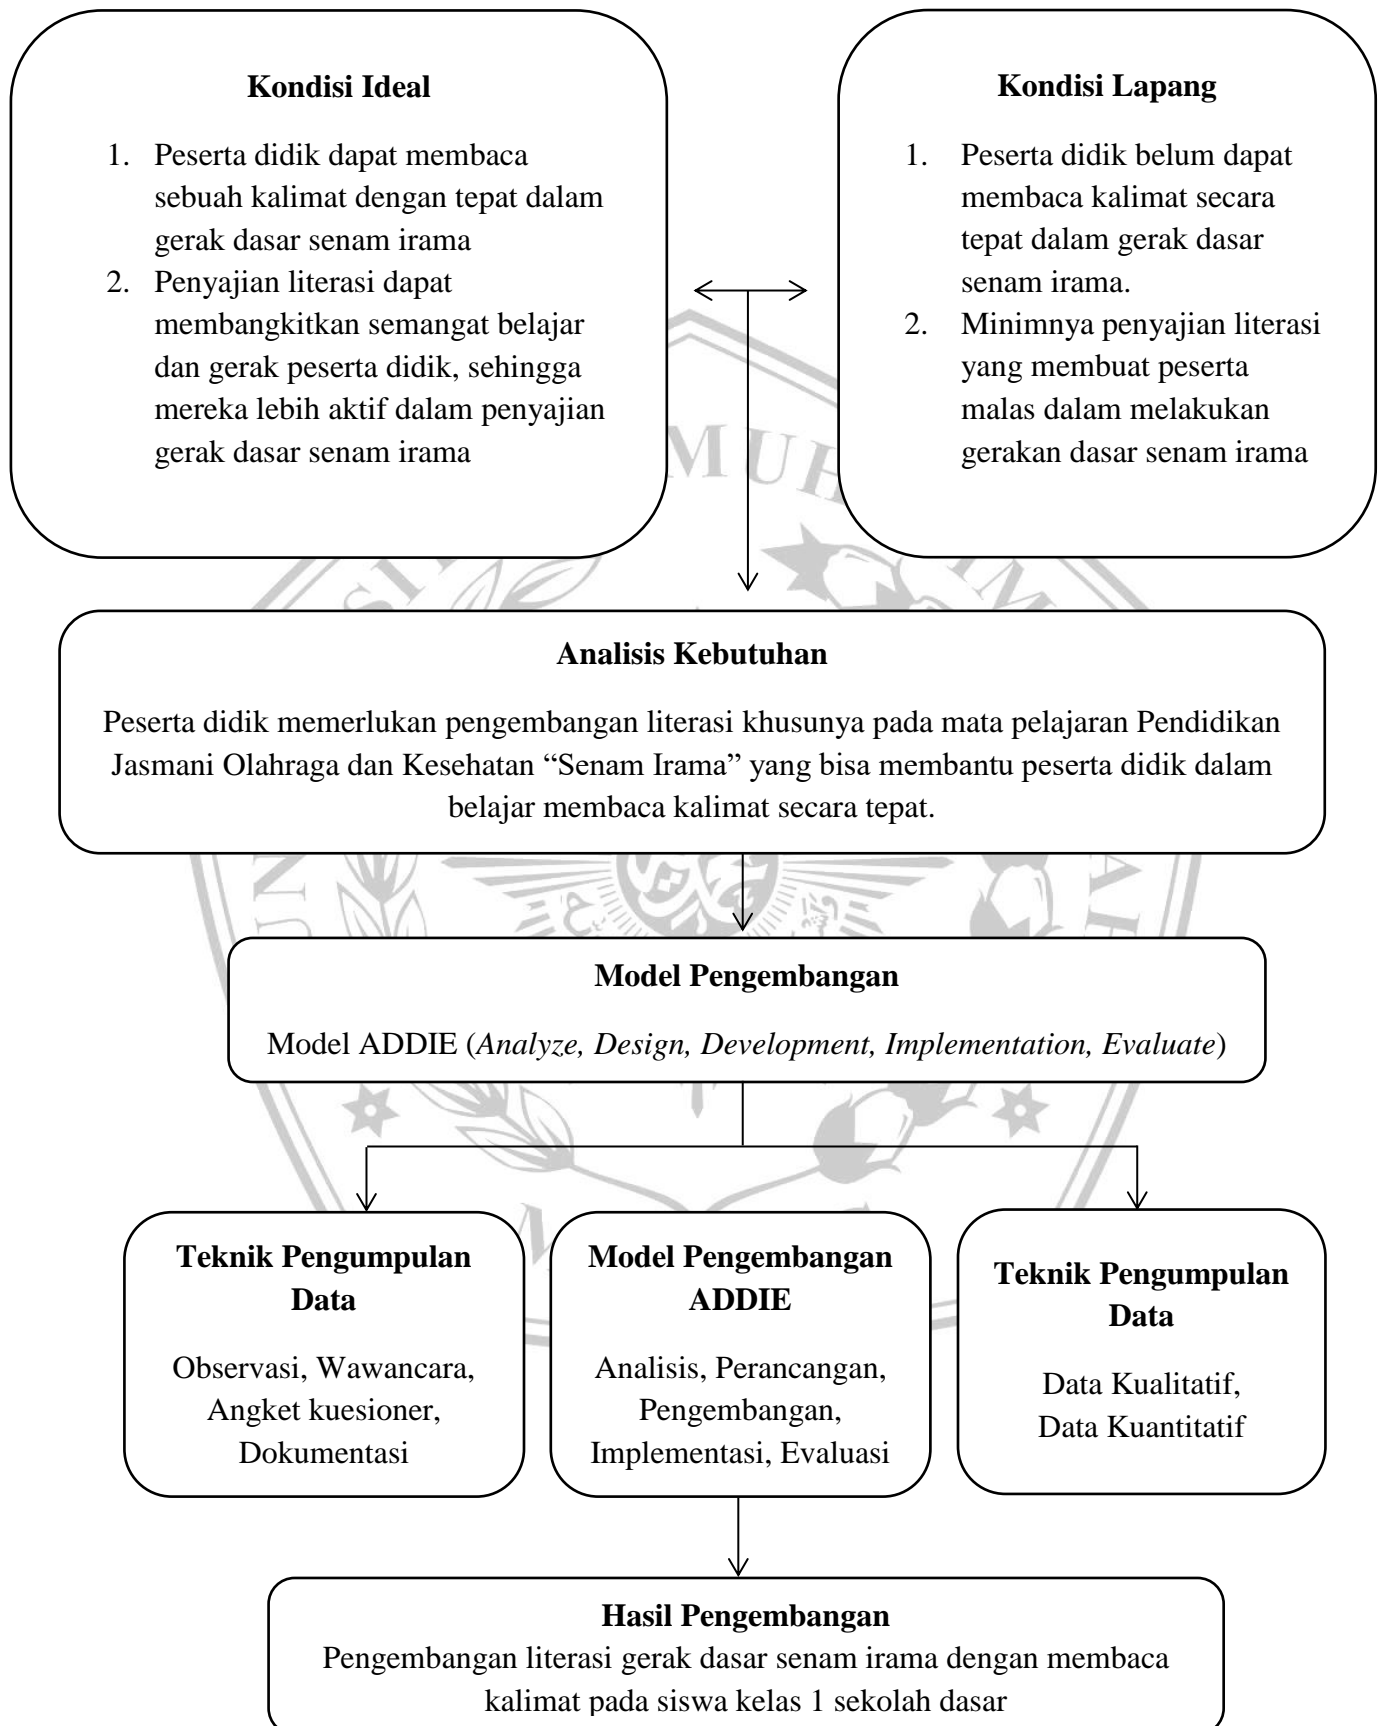 Kondisi Ideal
1. Peserta didik dapat membaca
sebuah kalimat dengan tepat dalam
gerak dasar senam irama
2. Penyajian literasi dapat
membangkitkan semangat belajar
dan gerak peserta didik, sehingga
mereka lebih aktif dalam penyajian
gerak dasar senam irama
Kondisi Lapang
1. Peserta didik belum dapat
membaca kalimat secara
tepat dalam gerak dasar
senam irama.
2. Minimnya penyajian literasi
yang membuat peserta
malas dalam melakukan
gerakan dasar senam irama
Analisis Kebutuhan
Peserta didik memerlukan pengembangan literasi khusunya pada mata pelajaran Pendidikan
Jasmani Olahraga dan Kesehatan “Senam Irama” yang bisa membantu peserta didik dalam
belajar membaca kalimat secara tepat.
Model Pengembangan
Model ADDIE (Analyze, Design, Development, Implementation, Evaluate)
Teknik Pengumpulan
Data
Observasi, Wawancara,
Angket kuesioner,
Dokumentasi
Model Pengembangan
ADDIE
Analisis, Perancangan,
Pengembangan,
Implementasi, Evaluasi
Teknik Pengumpulan
Data
Data Kualitatif,
Data Kuantitatif
Hasil Pengembangan
Pengembangan literasi gerak dasar senam irama dengan membaca
kalimat pada siswa kelas 1 sekolah dasar